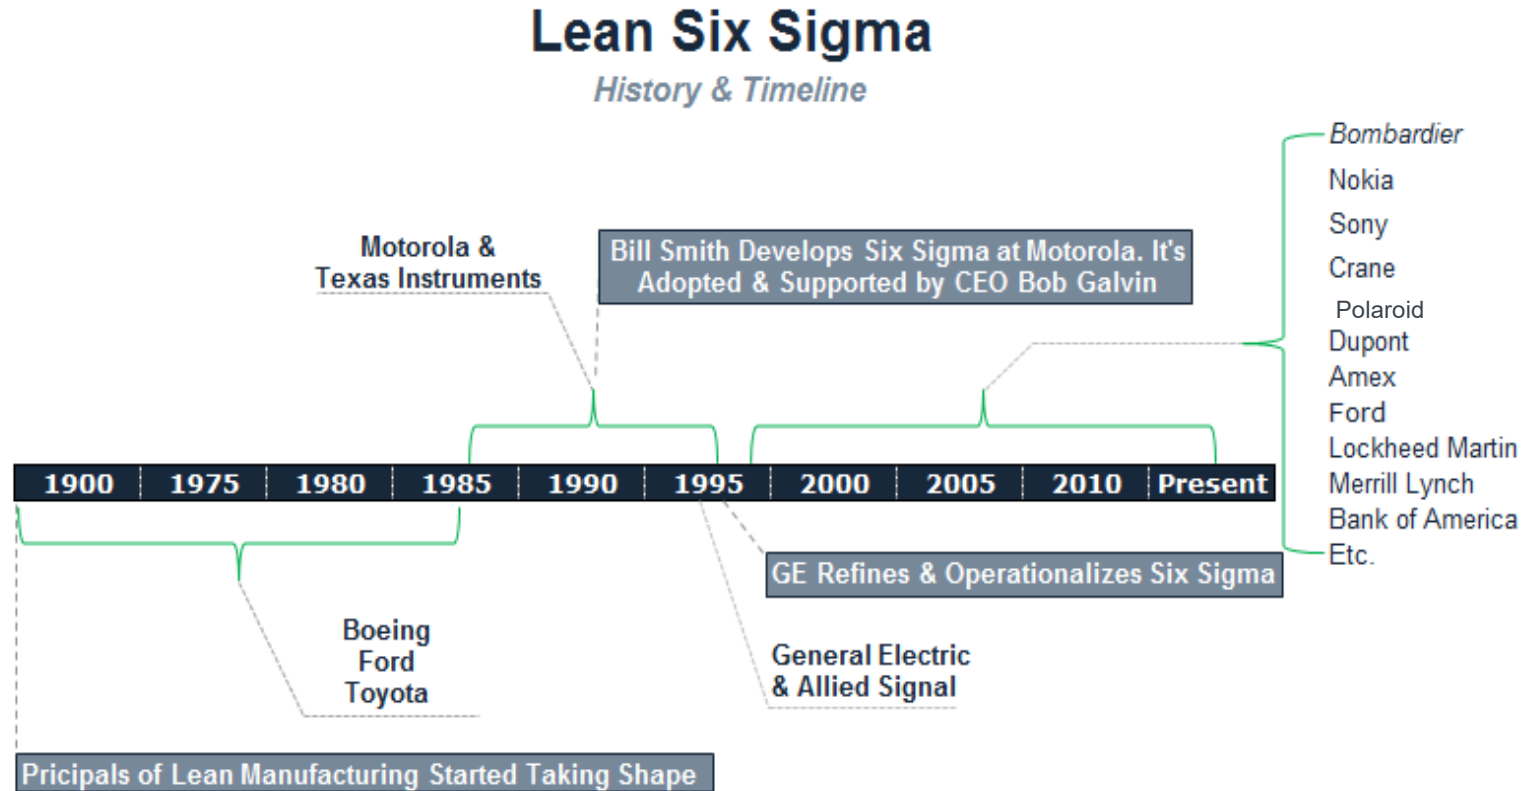 Lean Six Sigma
History & Timeline
Bombardier
Nokia
Sony
Crane
Polaroid
Dupont
Amex
Ford
Lockheed Martin
Merrill Lynch
Bank of America
Etc.
Motorola &
Texas Instruments
Bill Smith Develops Six Sigma at Motorola. It's
Adopted & Supported by CEO Bob Galvin
1900 1975 1980 1985 1990 1995 2000 2005 2010 Present
GE Refines & Operationalizes Six Sigma
Boeing
Ford
Toyota
General Electric
& Allied Signal
Pricipals of Lean Manufacturing Started Taking Shape